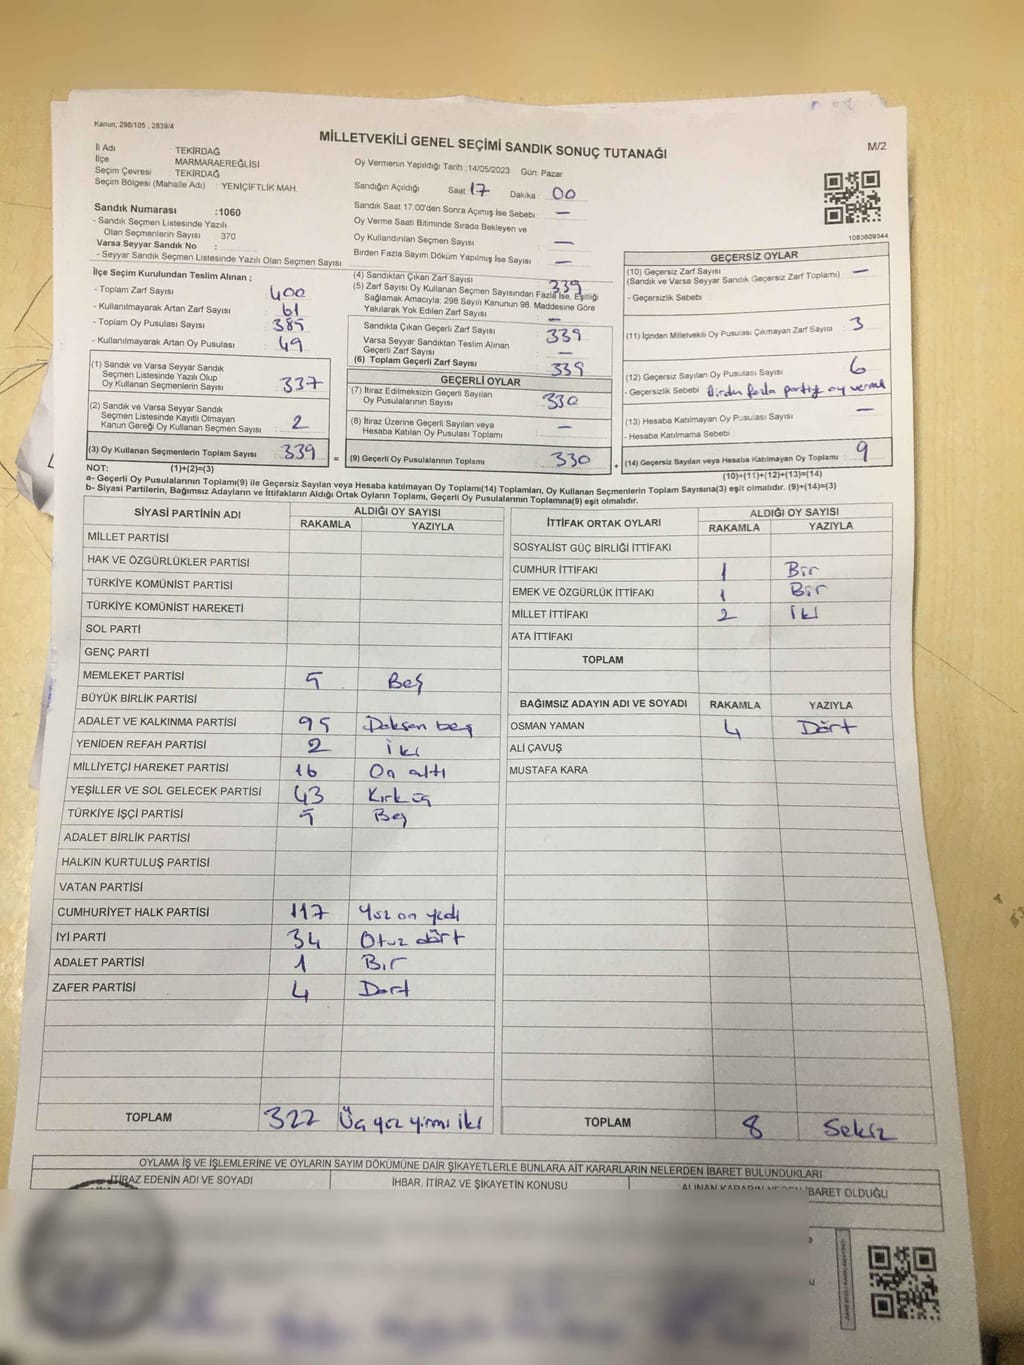 Kanun; 298/105 , 2839/4
MİLLETVEKİLİ GENEL SEÇİMİ SANDIK SONUÇ TUTANAĞI
M/2
İl Adı : TEKİRDAĞ
İlçe : MARMARAEREĞLİSİ
Seçim Çevresi : TEKİRDAĞ
Seçim Bölgesi (Mahalle Adı) : YENİÇİFTLİK MAH.
Sandık Numarası :1060
- Sandık Seçmen Listesinde Yazılı
Olan Seçmenlerin Sayısı : 370
Varsa Seyyar Sandık No :
- Seyyar Sandık Seçmen Listesinde Yazılı Olan Seçmen Sayısı:
Oy Vermenin Yapıldığı Tarih :14/05/2023 Gün: Pazar
Sandığın Açıldığı Saat: 17 Dakika: 00
Sandık Saat 17.00'den Sonra Açımış İse Sebebi : —
Oy Verme Saati Bitiminde Sırada Bekleyen ve
Oy Kullandırılan Seçmen Sayısı : —
Birden Fazla Sayım Döküm Yapılmış İse Sayısı : —
1083609344
İlçe Seçim Kurulundan Teslim Alınan ;
- Toplam Zarf Sayısı : 400
- Kullanılmayarak Artan Zarf Sayısı : 61
- Toplam Oy Pusulası Sayısı : 385
- Kullanılmayarak Artan Oy Pusulası : 49
(1) Sandık ve Varsa Seyyar Sandık
Seçmen Listesinde Yazılı Olup
Oy Kullanan Seçmenlerin Sayısı : 337
(2) Sandık ve Varsa Seyyar Sandık
Seçmen Listesinde Kayıtlı Olmayan
Kanun Gereği Oy Kullanan Seçmen Sayısı : 2
(3) Oy Kullanan Seçmenlerin Toplam Sayısı : 339
(4) Sandıktan Çıkan Zarf Sayısı : 339
(5) Zarf Sayısı Oy Kullanan Seçmen Sayısından Fazla İse, Eşitliği
Sağlamak Amacıyla; 298 Sayılı Kanunun 98. Maddesine Göre
Yakılarak Yok Edilen Zarf Sayısı : —
Sandıkta Çıkan Geçerli Zarf Sayısı : 339
Varsa Seyyar Sandıktan Teslim Alınan
Geçerli Zarf Sayısı : —
(6) Toplam Geçerli Zarf Sayısı : 339
GEÇERLİ OYLAR
(7) İtiraz Edilmeksizin Geçerli Sayılan
Oy Pusulalarının Sayısı : 330
(8) İtiraz Üzerine Geçerli Sayılan veya
Hesaba Katılan Oy Pusulası Toplamı : —
= (9) Geçerli Oy Pusulalarının Toplamı : 330
GEÇERSİZ OYLAR
(10) Geçersiz Zarf Sayısı : —
(Sandık ve Varsa Seyyar Sandık Geçersiz Zarf Toplamı)
- Geçersizlik Sebebi :
(11) İçinden Milletvekili Oy Pusulası Çıkmayan Zarf Sayısı : 3
(12) Geçersiz Sayılan Oy Pusulası Sayısı : 6
- Geçersizlik Sebebi : Birden fazla partiye oy vermek
(13) Hesaba Katılmayan Oy Pusulası Sayısı : —
- Hesaba Katılmama Sebebi :
+ (14) Geçersiz Sayılan veya Hesaba Katılmayan Oy Toplamı : 9
NOT: (1)+(2)=(3)
(10)+(11)+(12)+(13)=(14)
a- Geçerli Oy Pusulalarının Toplamı(9) ile Geçersiz Sayılan veya Hesaba katılmayan Oy Toplamı(14) Toplamları, Oy Kullanan Seçmenlerin Toplam Sayısına(3) eşit olmalıdır. (9)+(14)=(3)
b- Siyasi Partilerin, Bağımsız Adayların ve İttifakların Aldığı Ortak Oyların Toplamı, Geçerli Oy Pusulalarının Toplamına(9) eşit olmalıdır.
SİYASİ PARTİNİN ADI ALDIĞI OY SAYISI
RAKAMLA YAZIYLA
MİLLET PARTİSİ
HAK VE ÖZGÜRLÜKLER PARTİSİ
TÜRKİYE KOMÜNİST PARTİSİ
TÜRKİYE KOMÜNİST HAREKETİ
SOL PARTİ
GENÇ PARTİ
MEMLEKET PARTİSİ 5 Beş
BÜYÜK BİRLİK PARTİSİ
ADALET VE KALKINMA PARTİSİ 95 Doksan beş
YENİDEN REFAH PARTİSİ 2 İki
MİLLİYETÇİ HAREKET PARTİSİ 16 On altı
YEŞİLLER VE SOL GELECEK PARTİSİ 43 Kırk üç
TÜRKİYE İŞÇİ PARTİSİ 5 Beş
ADALET BİRLİK PARTİSİ
HALKIN KURTULUŞ PARTİSİ
VATAN PARTİSİ
CUMHURİYET HALK PARTİSİ 117 Yüz on yedi
İYİ PARTİ 34 Otuz dört
ADALET PARTİSİ 1 Bir
ZAFER PARTİSİ 4 Dört
TOPLAM 322 Üç yüz yirmi iki
İTTİFAK ORTAK OYLARI ALDIĞI OY SAYISI
RAKAMLA YAZIYLA
SOSYALİST GÜÇ BİRLİĞİ İTTİFAKI
CUMHUR İTTİFAKI 1 Bir
EMEK VE ÖZGÜRLÜK İTTİFAKI 1 Bir
MİLLET İTTİFAKI 2 İki
ATA İTTİFAKI
TOPLAM
BAĞIMSIZ ADAYIN ADI VE SOYADI RAKAMLA YAZIYLA
OSMAN YAMAN 4 Dört
ALİ ÇAVUŞ
MUSTAFA KARA
TOPLAM 8 Sekiz
OYLAMA İŞ VE İŞLEMLERİNE VE OYLARIN SAYIM DÖKÜMÜNE DAİR ŞİKAYETLERLE BUNLARA AİT KARARLARIN NELERDEN İBARET BULUNDUKLARI
İTİRAZ EDENİN ADI VE SOYADI İHBAR, İTİRAZ VE ŞİKAYETİN KONUSU ALINAN KARARIN NEDEN İBARET OLDUĞU